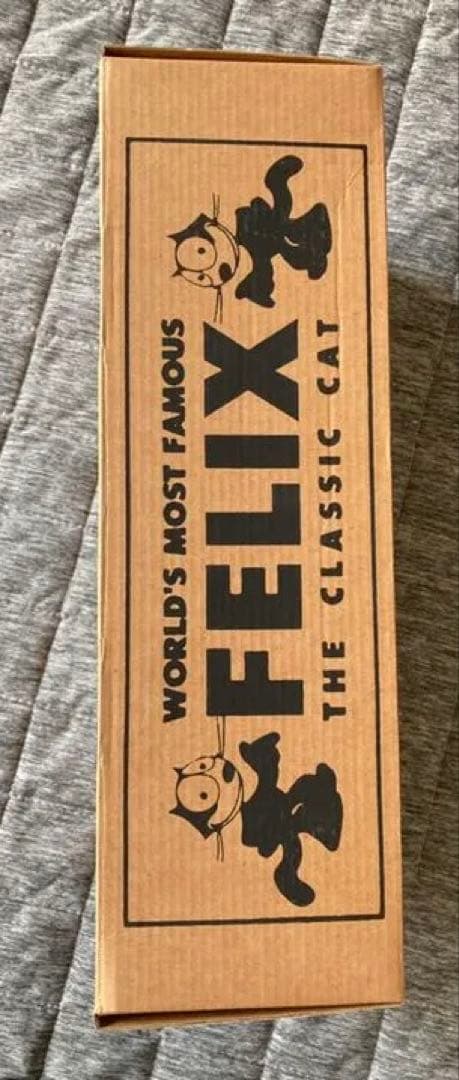 WORLD'S MOST FAMOUS
FELIX
THE CLASSIC CAT